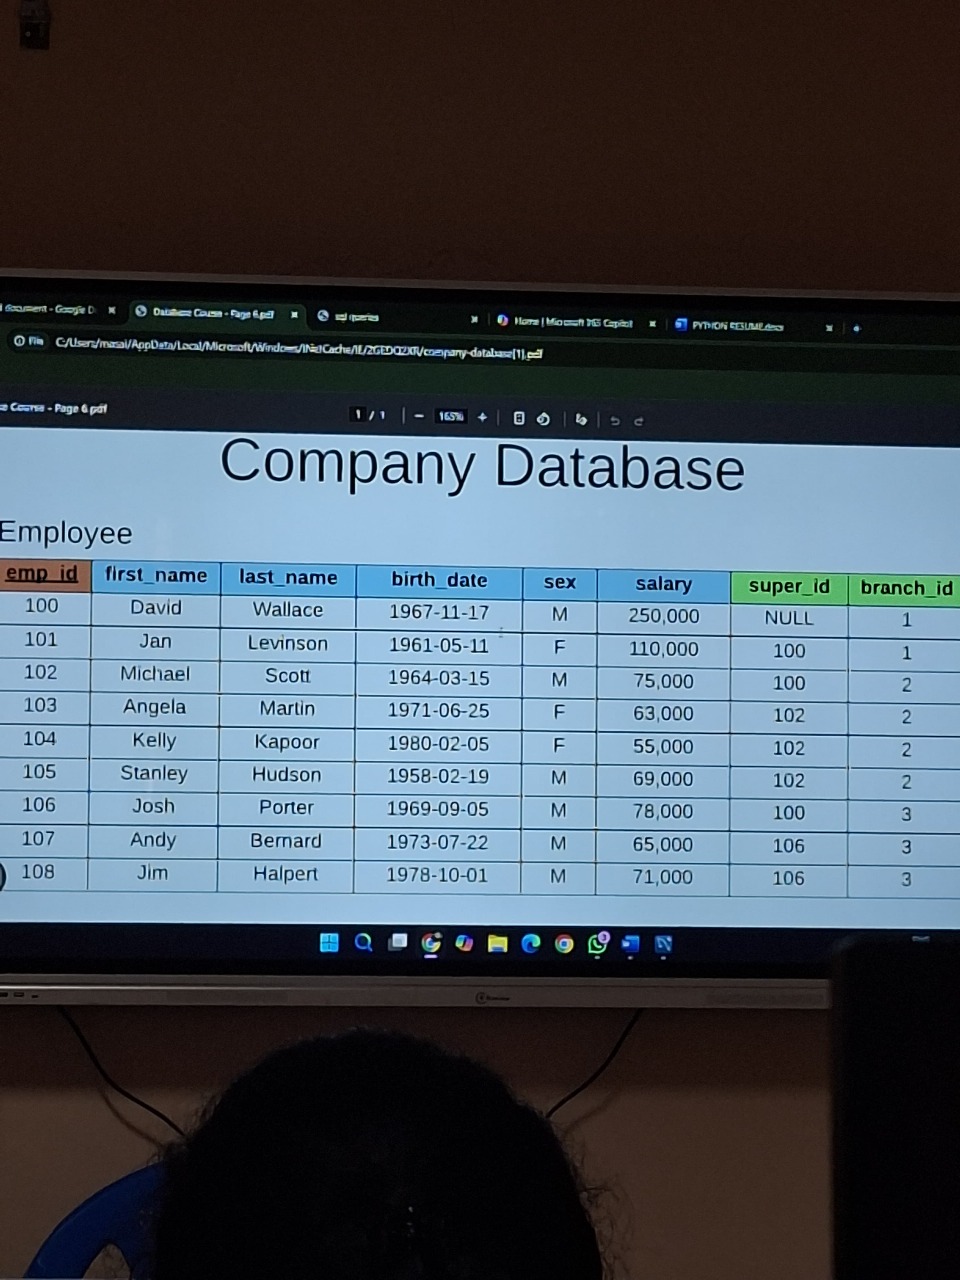 document - Google D
Database Course - Page 6.pdf
sql queries
Home | Microsoft 365 Copilot
PYTHON RESUME.docx
File
C:/Users/masai/AppData/Local/Microsoft/Windows/INetCache/IE/2GEDO2XR/company-database[1].pdf
e Course - Page 6.pdf
1 / 1
165%
Company Database
Employee
emp_id first_name last_name birth_date sex salary super_id branch_id
100 David Wallace 1967-11-17 M 250,000 NULL 1
101 Jan Levinson 1961-05-11 F 110,000 100 1
102 Michael Scott 1964-03-15 M 75,000 100 2
103 Angela Martin 1971-06-25 F 63,000 102 2
104 Kelly Kapoor 1980-02-05 F 55,000 102 2
105 Stanley Hudson 1958-02-19 M 69,000 102 2
106 Josh Porter 1969-09-05 M 78,000 100 3
107 Andy Bernard 1973-07-22 M 65,000 106 3
108 Jim Halpert 1978-10-01 M 71,000 106 3